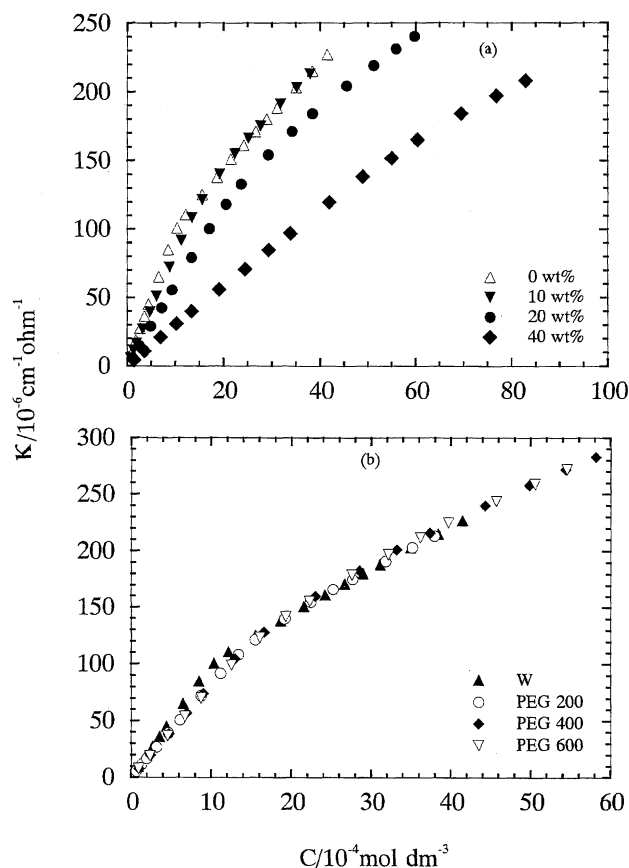 250
200
150
100
50
0
(a)
0 wt%
10 wt%
20 wt%
40 wt%
0 20 40 60 80 100
Κ/10⁻⁶cm⁻¹ohm⁻¹
300
250
200
150
100
50
0
(b)
W
PEG 200
PEG 400
PEG 600
0 10 20 30 40 50 60
C/10⁻⁴mol dm⁻³